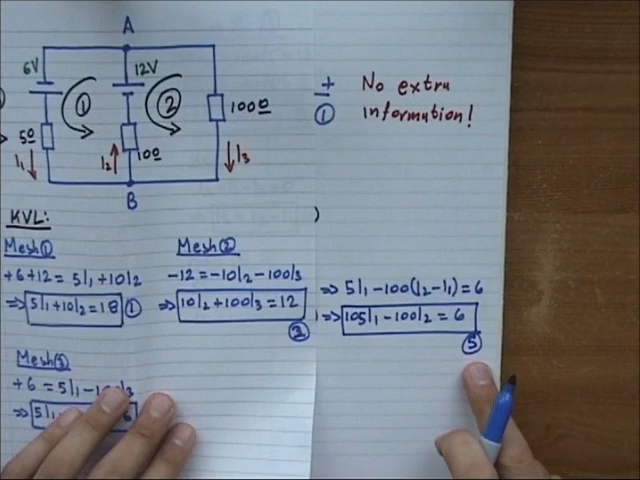 A
6V
12V
① ②
5Ω
10Ω
100Ω
I₁
I₂
I₃
B
±
①
No extra
information!
KVL:
Mesh①
+6+12 = 5I₁+10I₂
⇒ 5I₁+10I₂ = 18 ①
Mesh②
-12 = -10I₂-100I₃
⇒ 10I₂+100I₃ = 12
②
⇒ 5I₁-100(I₂-I₁) = 6
⇒ 105I₁-100I₂ = 6
⑤
Mesh③
+6 = 5I₁-100I₃
⇒ 5I₁